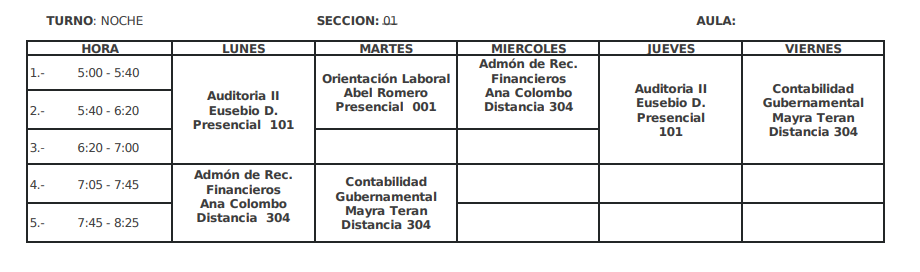 TURNO: NOCHE SECCION: 01 AULA:
HORA LUNES MARTES MIERCOLES JUEVES VIERNES
1.- 5:00 - 5:40
2.- 5:40 - 6:20
3.- 6:20 - 7:00
Auditoria II
Eusebio D.
Presencial 101
Orientación Laboral
Abel Romero
Presencial 001
Admón de Rec.
Financieros
Ana Colombo
Distancia 304
Auditoria II
Eusebio D.
Presencial
101
Contabilidad
Gubernamental
Mayra Teran
Distancia 304
4.- 7:05 - 7:45
5.- 7:45 - 8:25
Admón de Rec.
Financieros
Ana Colombo
Distancia 304
Contabilidad
Gubernamental
Mayra Teran
Distancia 304